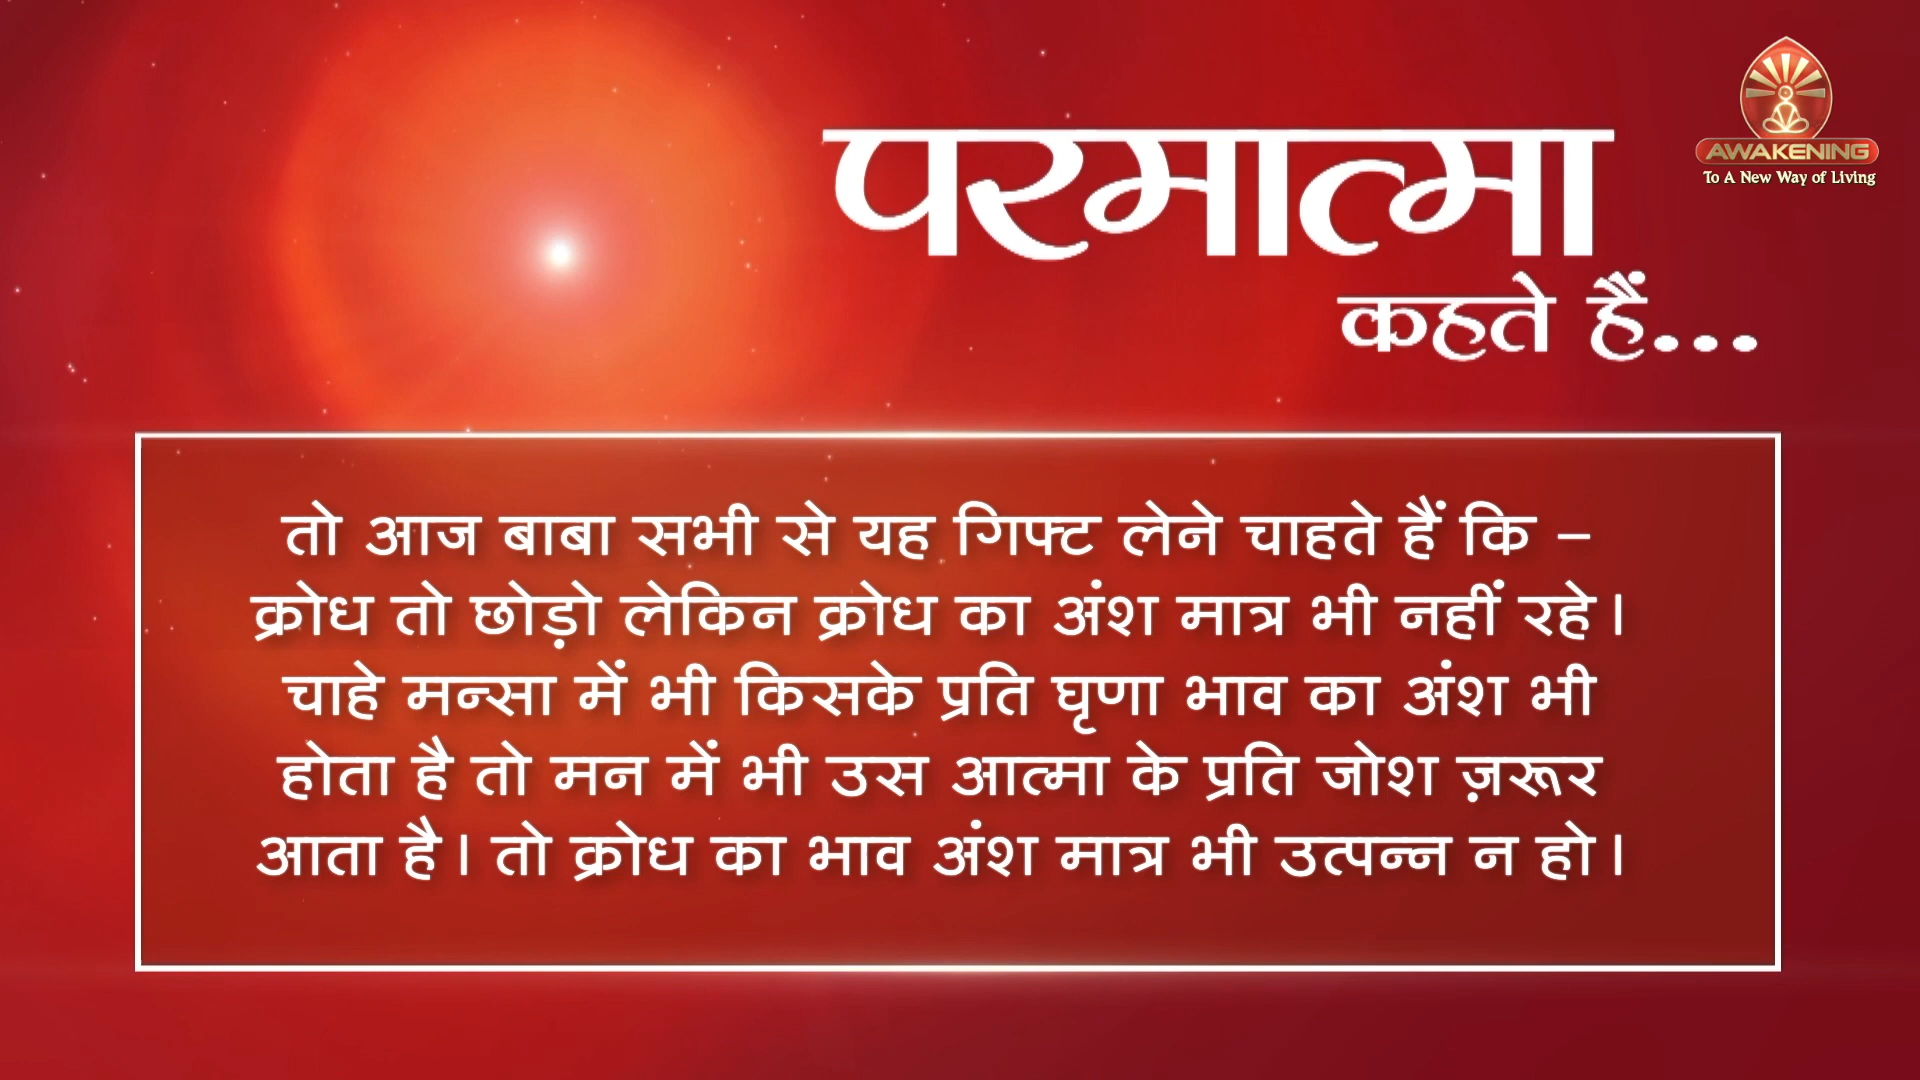 AWAKENING
To A New Way of Living
परमात्मा
कहते हैं...
तो आज बाबा सभी से यह गिफ्ट लेने चाहते हैं कि –
क्रोध तो छोड़ो लेकिन क्रोध का अंश मात्र भी नहीं रहे।
चाहे मन्सा में भी किसके प्रति घृणा भाव का अंश भी
होता है तो मन में भी उस आत्मा के प्रति जोश ज़रूर
आता है। तो क्रोध का भाव अंश मात्र भी उत्पन्न न हो।